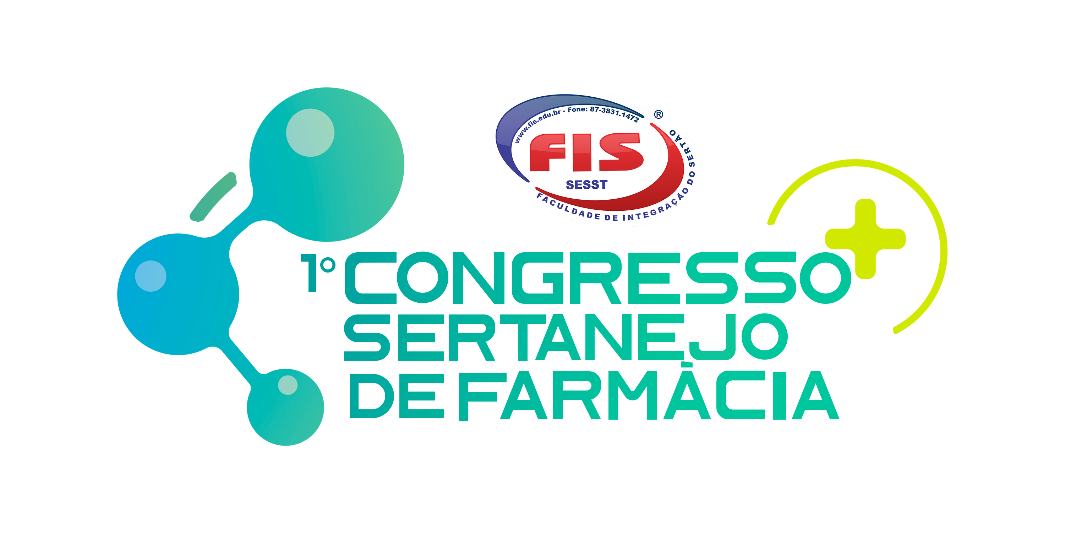 www.fis.edu.br - Fone: 87-3831.1472
®
FIS
SESST
FACULDADE DE INTEGRAÇÃO DO SERTÃO
1º CONGRESSO
SERTANEJO
DE FARMÁCIA